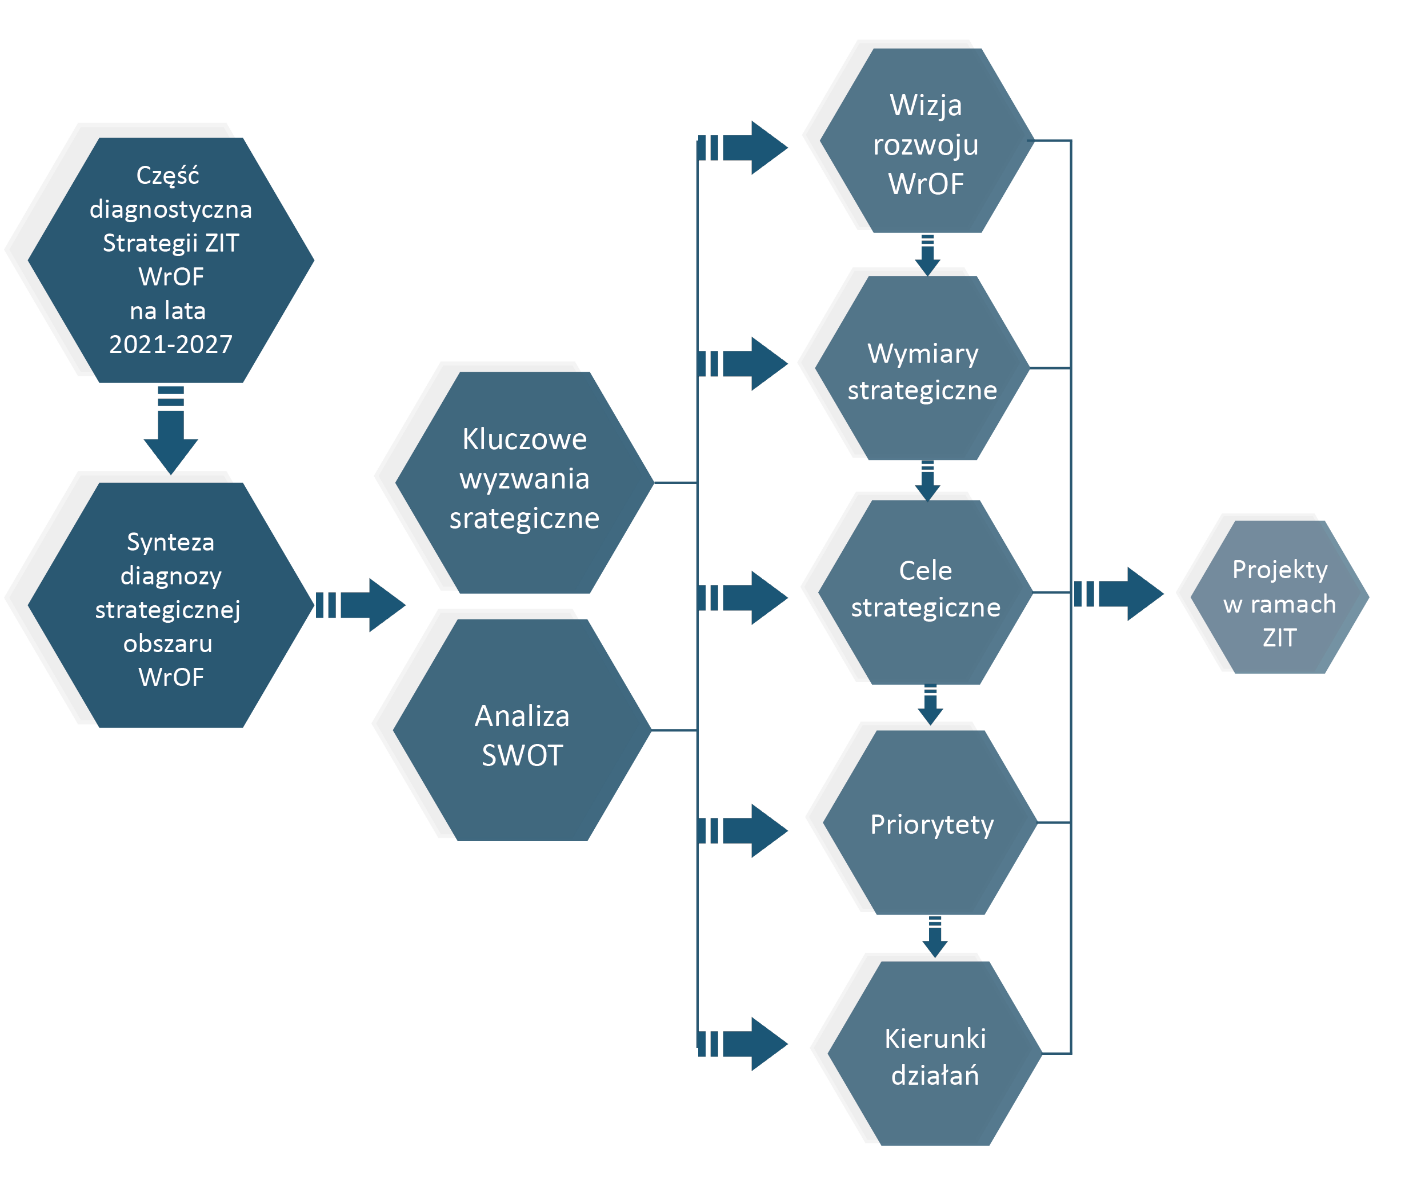 Część
diagnostyczna
Strategii ZIT
WrOF
na lata
2021-2027
Synteza
diagnozy
strategicznej
obszaru
WrOF
Kluczowe
wyzwania
srategiczne
Analiza
SWOT
Wizja
rozwoju
WrOF
Wymiary
strategiczne
Cele
strategiczne
Priorytety
Kierunki
działań
Projekty
w ramach
ZIT